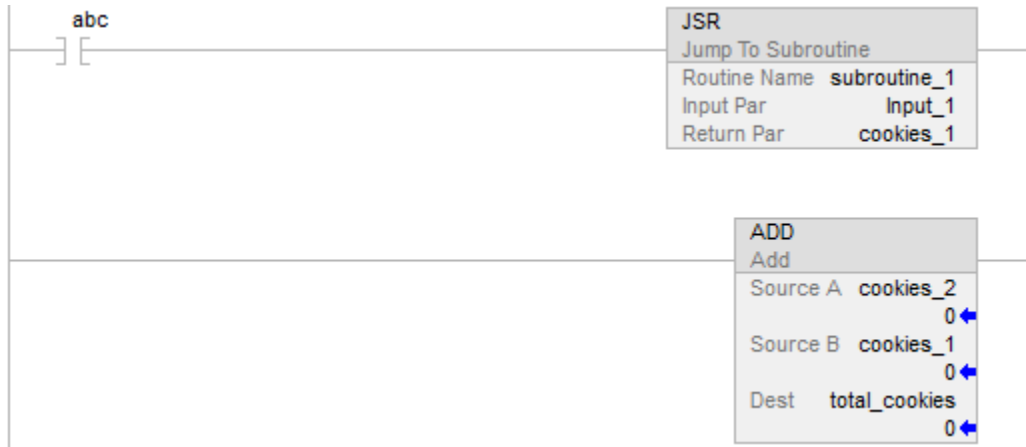 abc
JSR
Jump To Subroutine
Routine Name subroutine_1
Input Par Input_1
Return Par cookies_1
ADD
Add
Source A cookies_2
0
Source B cookies_1
0
Dest total_cookies
0